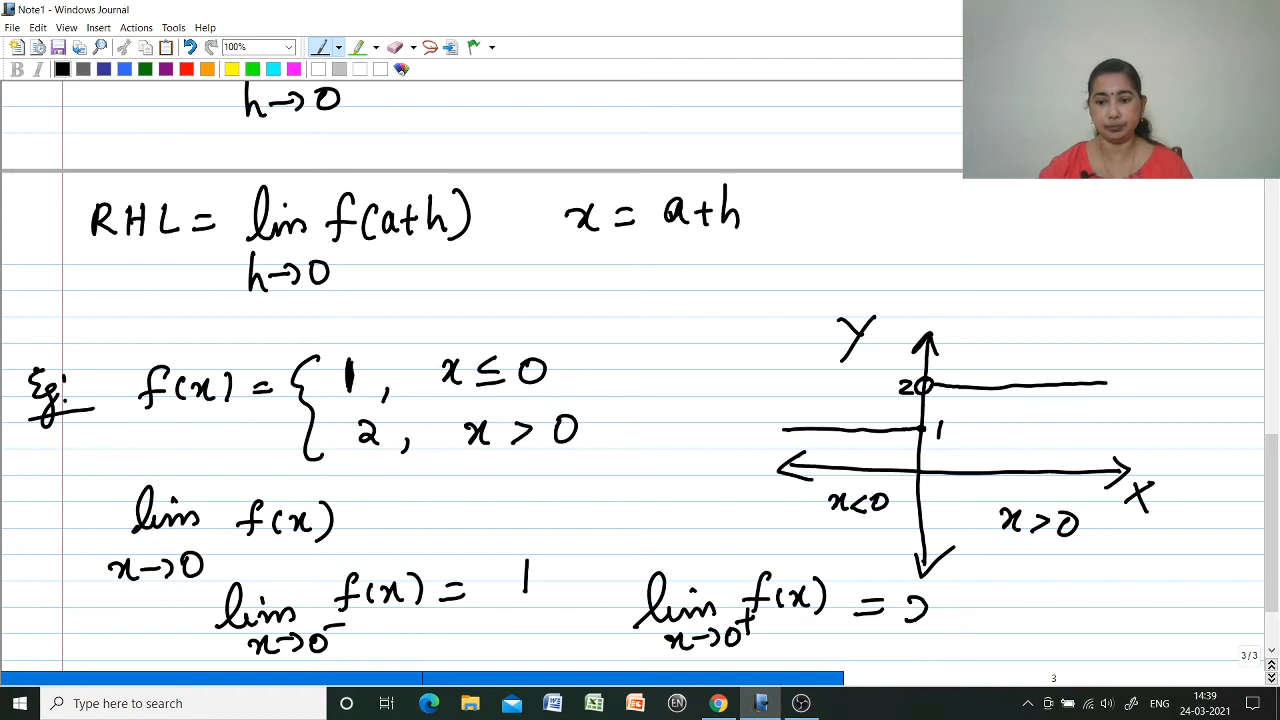 Note1 - Windows Journal
File Edit View Insert Actions Tools Help
100%
B I
h→0
RHL = lim f(a+h) x = a+h
h→0
Eg: f(x) = { 1, x ≤ 0
2, x > 0
Y
2
1
X
x<0 x>0
lim f(x)
x→0
lim f(x) = 1 lim f(x) =
x→0⁻ x→0⁺
3/3
3
Type here to search
EN
ENG
14:39
24-03-2021